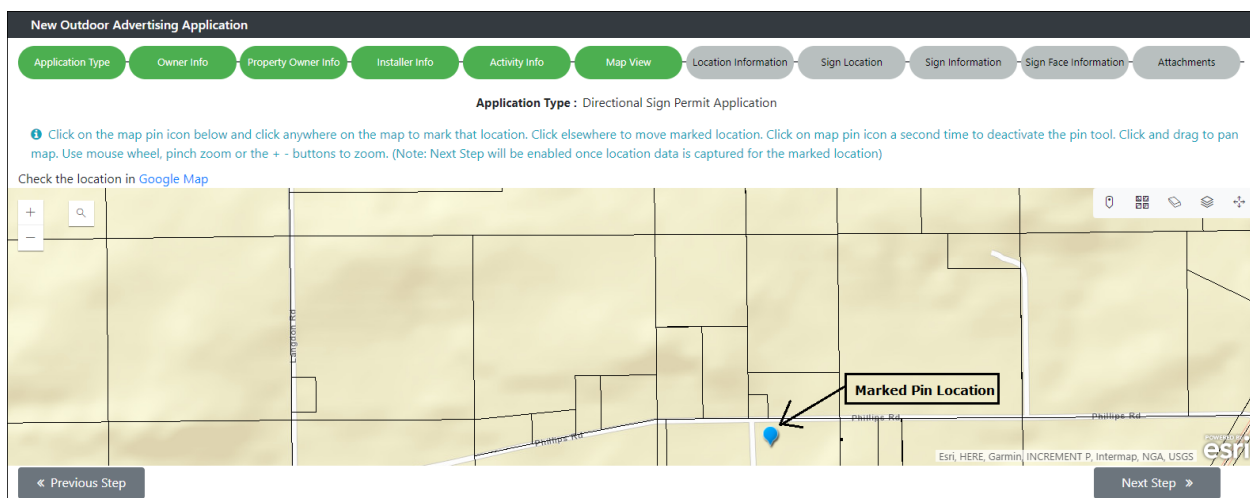 New Outdoor Advertising Application
Application Type
Owner Info
Property Owner Info
Installer Info
Activity Info
Map View
Location Information
Sign Location
Sign Information
Sign Face Information
Attachments
Application Type : Directional Sign Permit Application
Click on the map pin icon below and click anywhere on the map to mark that location. Click elsewhere to move marked location. Click on map pin icon a second time to deactivate the pin tool. Click and drag to pan
map. Use mouse wheel, pinch zoom or the + - buttons to zoom. (Note: Next Step will be enabled once location data is captured for the marked location)
Check the location in Google Map
+
−
Langdon Rd
Marked Pin Location
Phillips Rd
Phillips Rd
Phillips Rd
POWERED BY
esri
Esri, HERE, Garmin, INCREMENT P, Intermap, NGA, USGS
« Previous Step
Next Step »